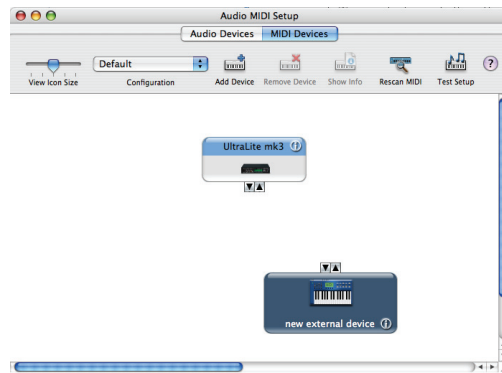 Audio MIDI Setup
Audio Devices MIDI Devices
Default
View Icon Size Configuration Add Device Remove Device Show Info Rescan MIDI Test Setup ?
UltraLite mk3 i
new external device i